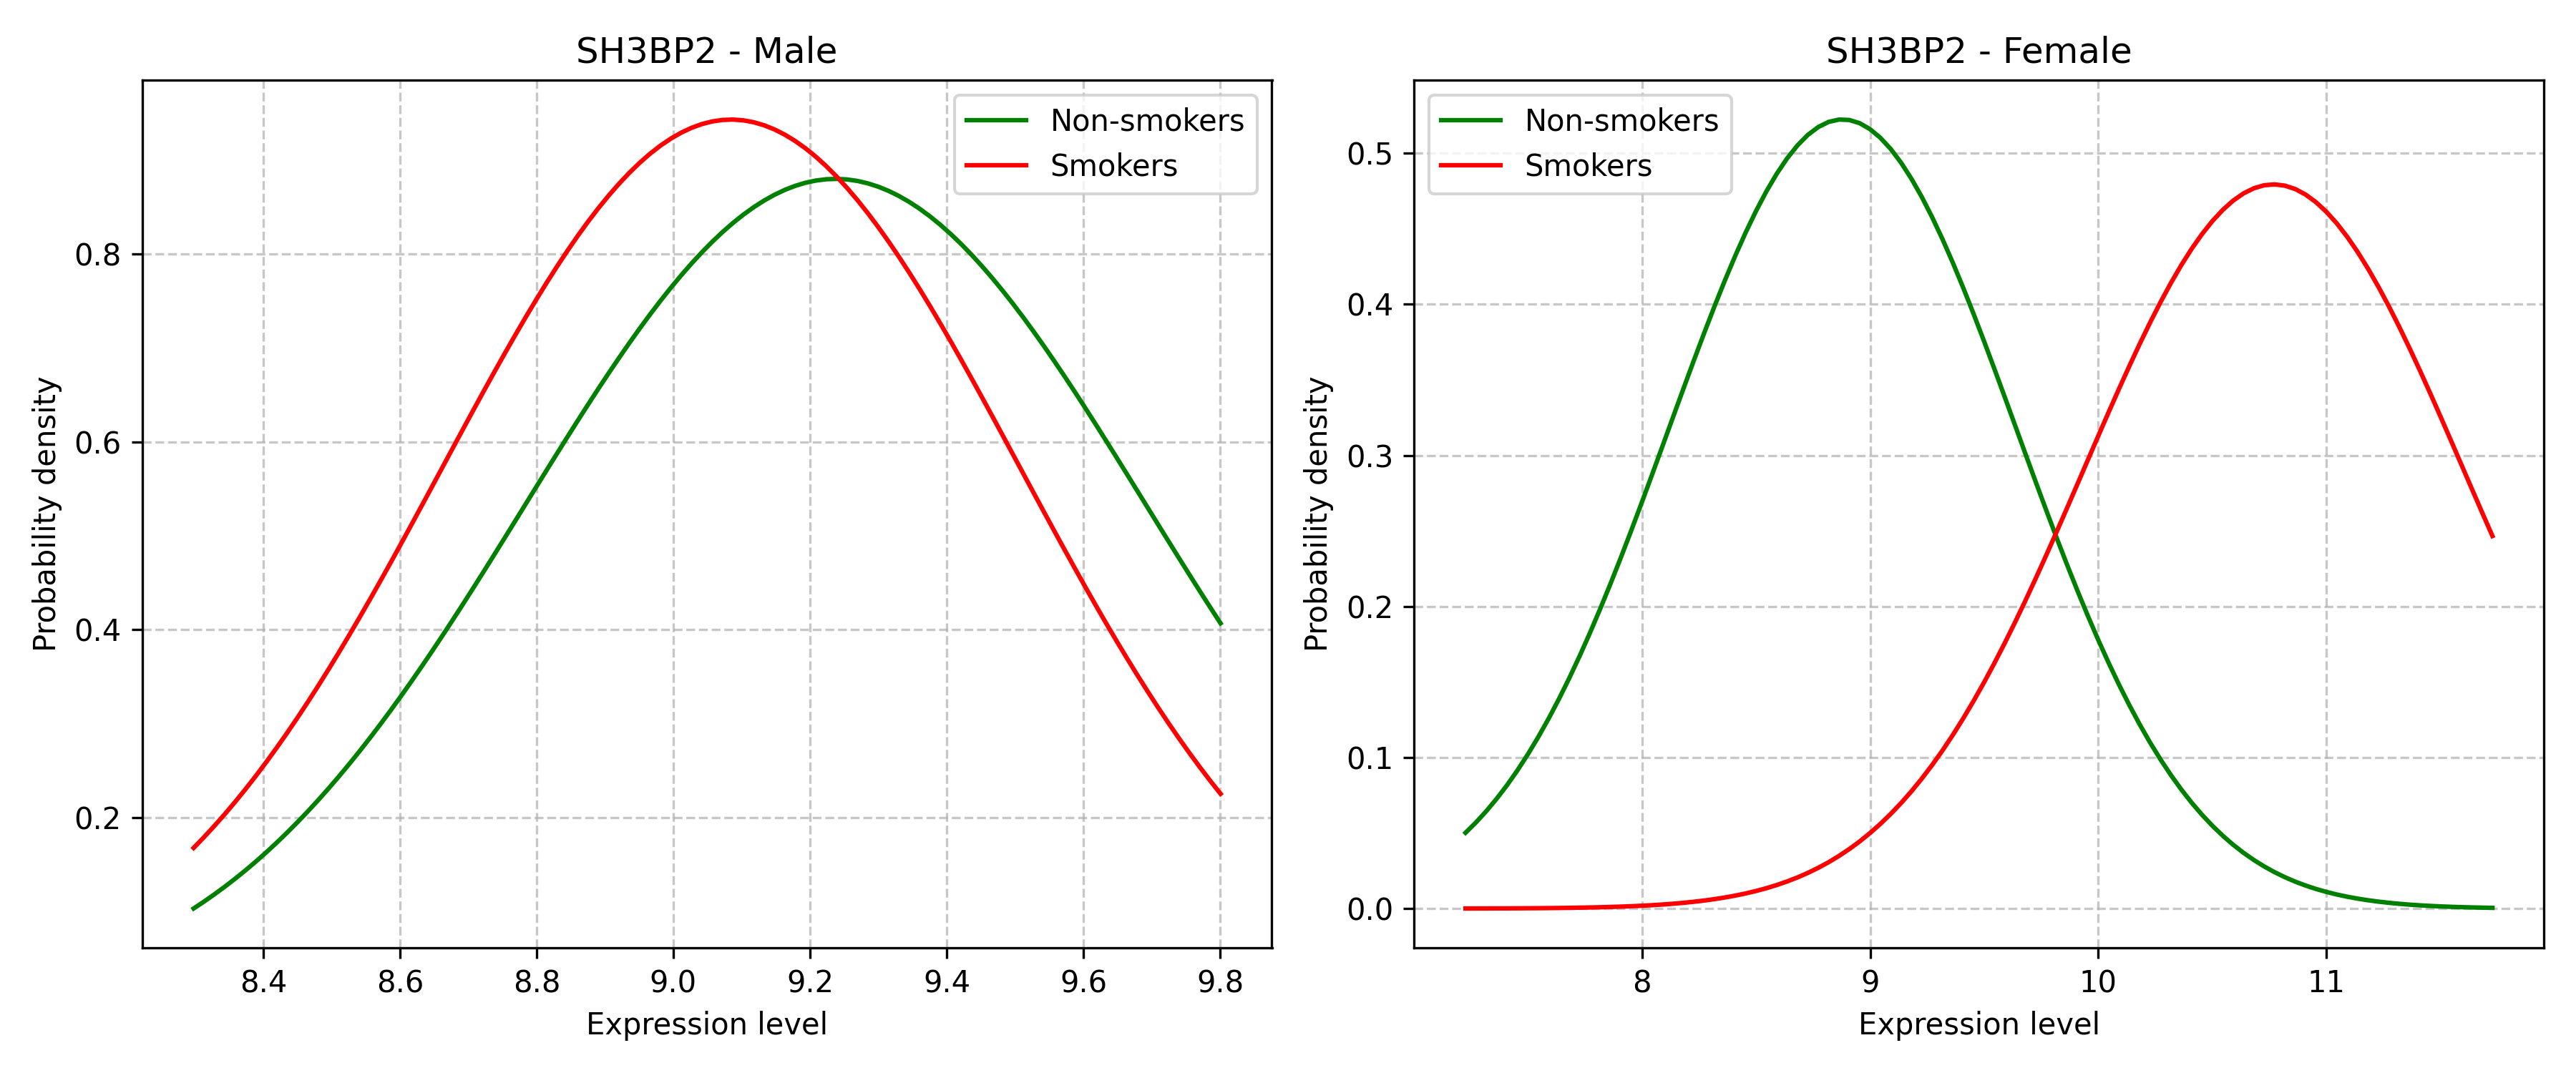 SH3BP2 - Male
Non-smokers
Smokers
Probability density
0.8
0.6
0.4
0.2
8.4 8.6 8.8 9.0 9.2 9.4 9.6 9.8
Expression level
SH3BP2 - Female
Non-smokers
Smokers
Probability density
0.5
0.4
0.3
0.2
0.1
0.0
8 9 10 11
Expression level